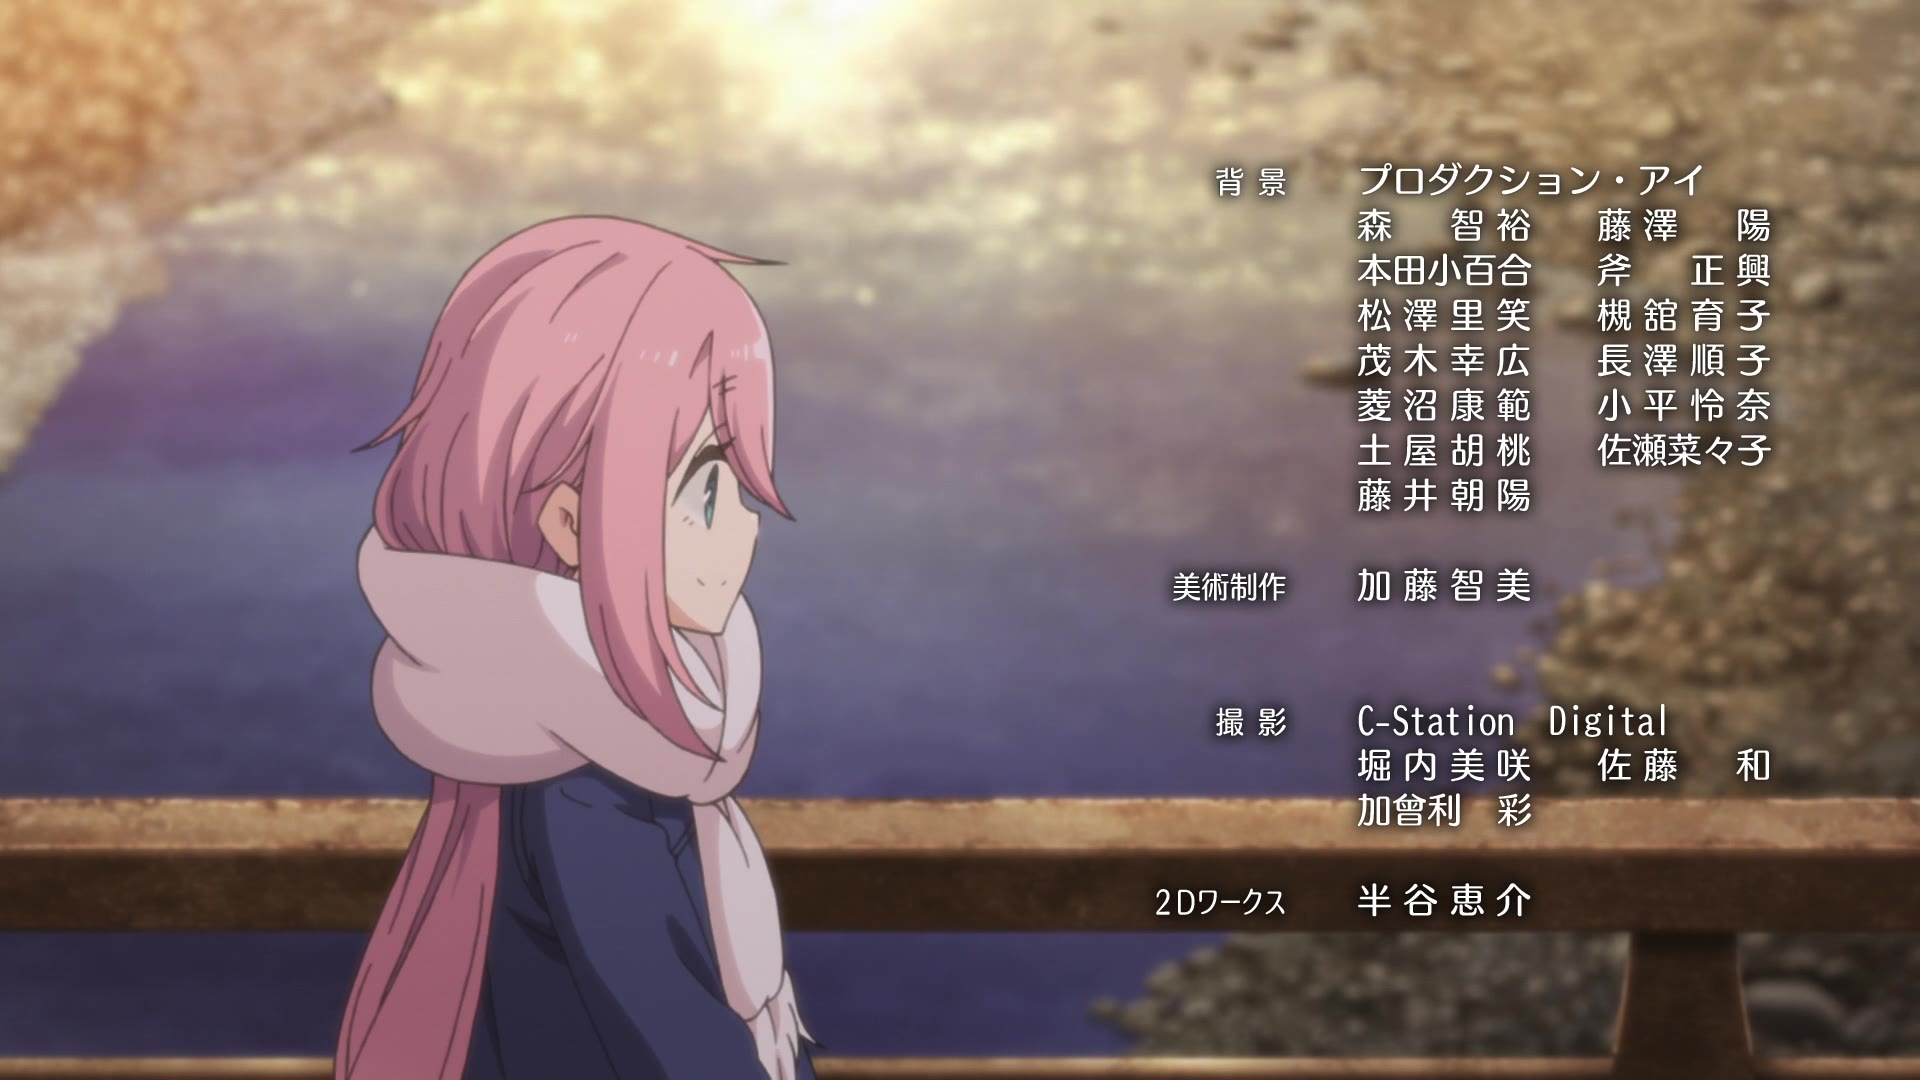 背景 プロダクション・アイ
森 智裕 藤澤 陽
本田小百合 斧 正興
松澤里笑 槻舘育子
茂木幸広 長澤順子
菱沼康範 小平怜奈
土屋胡桃 佐瀬菜々子
藤井朝陽
美術制作 加藤智美
撮影 C-Station Digital
堀内美咲 佐藤 和
加曾利 彩
2Dワークス 半谷恵介